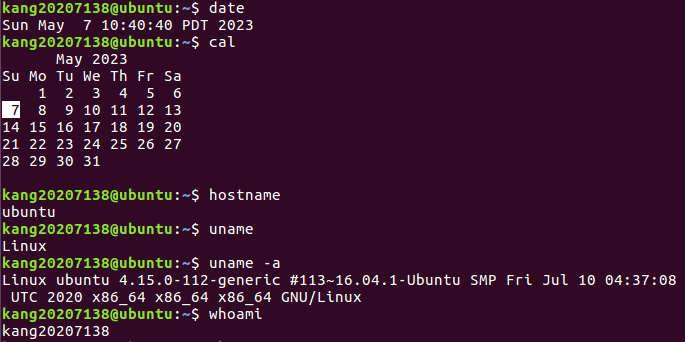 kang20207138@ubuntu:~$ date
Sun May  7 10:40:40 PDT 2023
kang20207138@ubuntu:~$ cal
      May 2023
Su Mo Tu We Th Fr Sa
    1  2  3  4  5  6
 7  8  9 10 11 12 13
14 15 16 17 18 19 20
21 22 23 24 25 26 27
28 29 30 31
kang20207138@ubuntu:~$ hostname
ubuntu
kang20207138@ubuntu:~$ uname
Linux
kang20207138@ubuntu:~$ uname -a
Linux ubuntu 4.15.0-112-generic #113~16.04.1-Ubuntu SMP Fri Jul 10 04:37:08
 UTC 2020 x86_64 x86_64 x86_64 GNU/Linux
kang20207138@ubuntu:~$ whoami
kang20207138